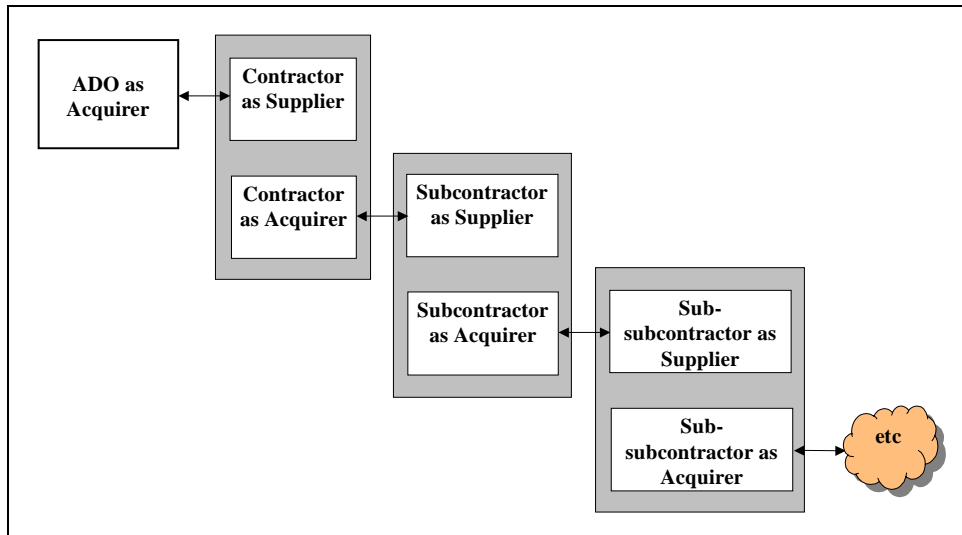 ADO as
Acquirer
Contractor
as Supplier
Contractor
as Acquirer
Subcontractor
as Supplier
Subcontractor
as Acquirer
Sub-
subcontractor as
Supplier
Sub-
subcontractor as
Acquirer
etc